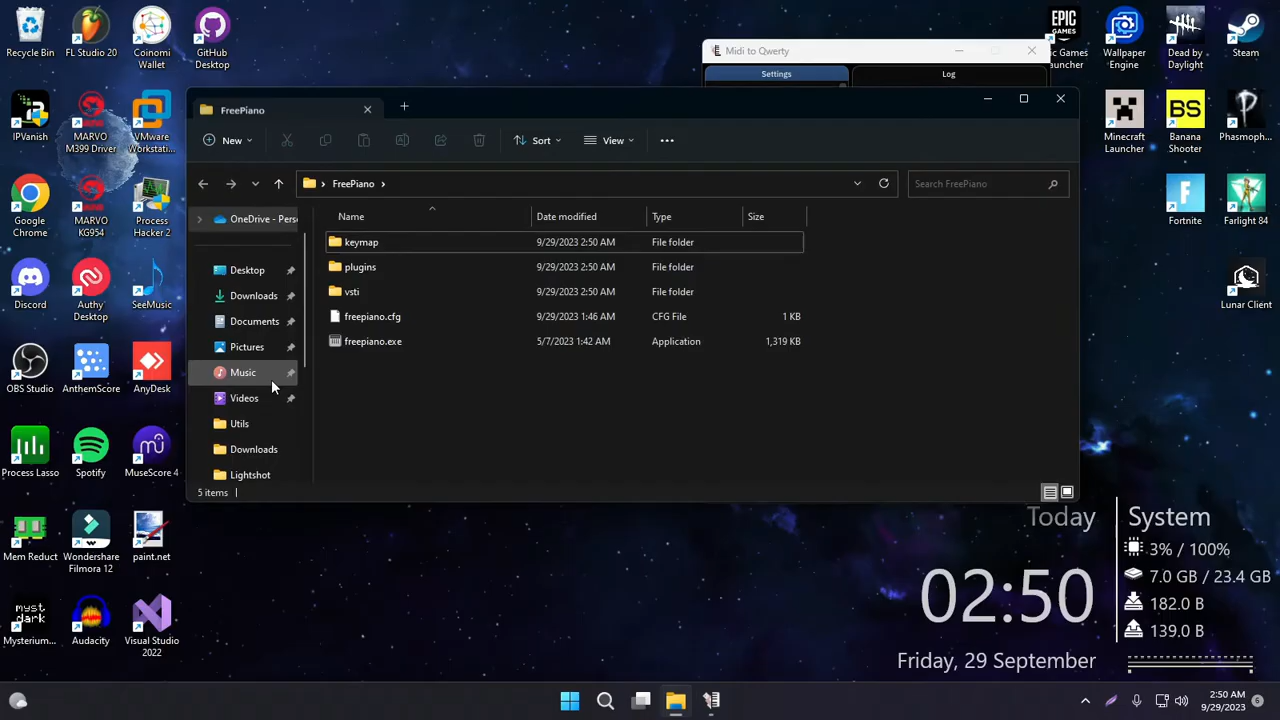 Recycle Bin
FL Studio 20
Coinomi Wallet
GitHub Desktop
EPIC GAMES
Epic Games Launcher
Wallpaper Engine
Dead by Daylight
Steam
Midi to Qwerty
Settings
Log
FreePiano
New
Sort
View
FreePiano
Search FreePiano
IPVanish
MARVO M399 Driver
VMware Workstati...
Minecraft Launcher
BS
Banana Shooter
Phasmoph...
Google Chrome
MARVO KG954
Process Hacker 2
Fortnite
Farlight 84
Discord
Authy Desktop
SeeMusic
Lunar Client
OBS Studio
AnthemScore
AnyDesk
Process Lasso
Spotify
MuseScore 4
Mem Reduct
Wondershare Filmora 12
paint.net
myst dark
Mysterium...
Audacity
Visual Studio 2022
OneDrive - Pers
Desktop
Downloads
Documents
Pictures
Music
Videos
Utils
Downloads
Lightshot
Name Date modified Type Size
keymap 9/29/2023 2:50 AM File folder
plugins 9/29/2023 2:50 AM File folder
vsti 9/29/2023 2:50 AM File folder
freepiano.cfg 9/29/2023 1:46 AM CFG File 1 KB
freepiano.exe 5/7/2023 1:42 AM Application 1,319 KB
5 items
Today
02:50
Friday, 29 September
System
3% / 100%
7.0 GB / 23.4 GB
182.0 B
139.0 B
2:50 AM
9/29/2023
6